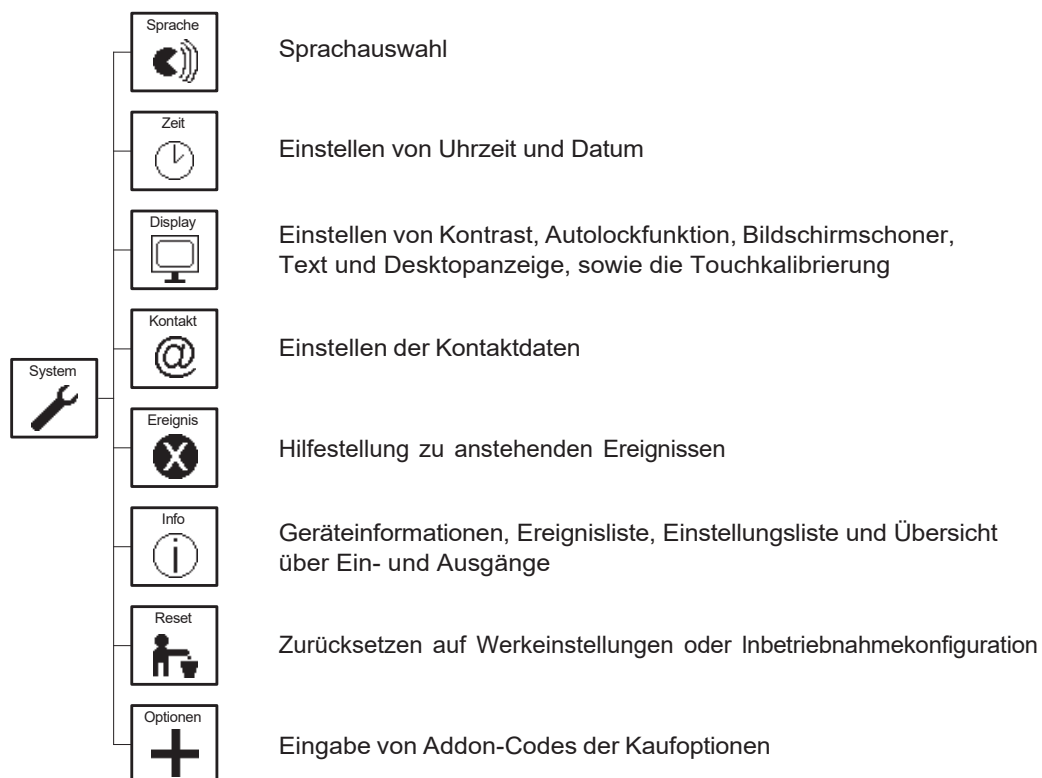 Sprache
Sprachauswahl
Zeit
Einstellen von Uhrzeit und Datum
Display
Einstellen von Kontrast, Autolockfunktion, Bildschirmschoner,
Text und Desktopanzeige, sowie die Touchkalibrierung
Kontakt
@
Einstellen der Kontaktdaten
System
Ereignis
X
Hilfestellung zu anstehenden Ereignissen
Info
i
Geräteinformationen, Ereignisliste, Einstellungsliste und Übersicht
über Ein- und Ausgänge
Reset
Zurücksetzen auf Werkeinstellungen oder Inbetriebnahmekonfiguration
Optionen
Eingabe von Addon-Codes der Kaufoptionen